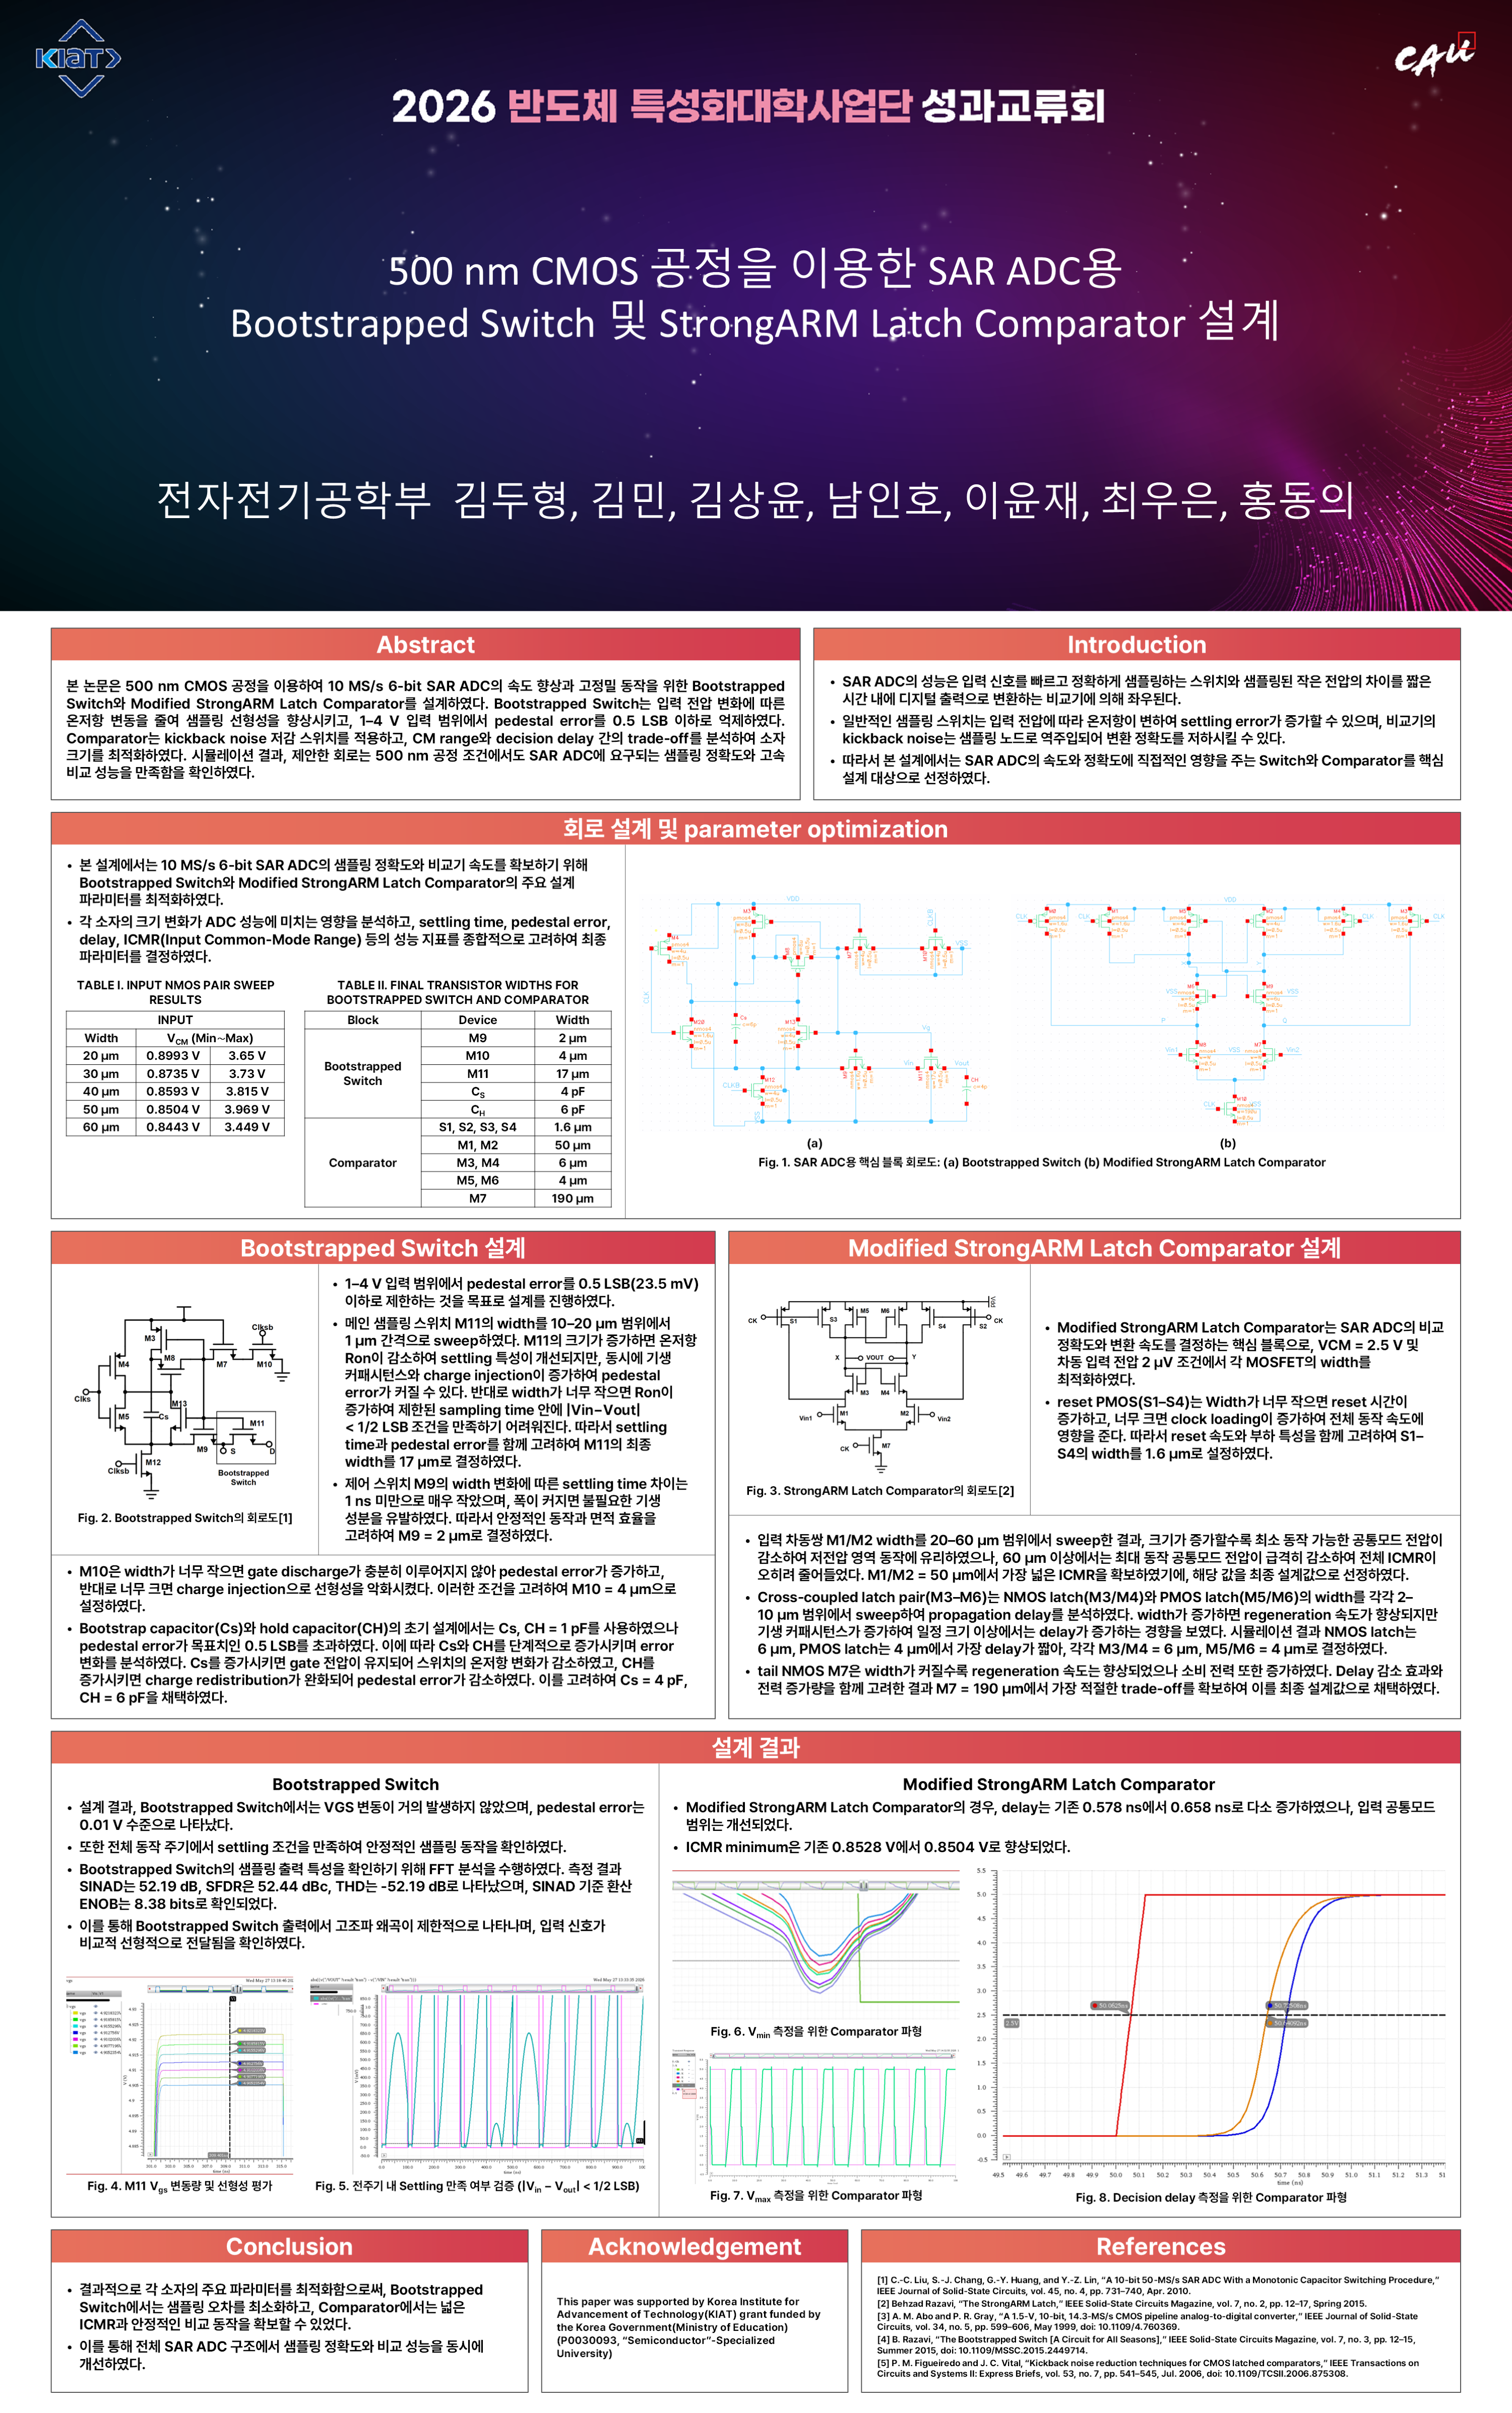 KIAT
CAU
2026 반도체 특성화대학사업단 성과교류회
500 nm CMOS 공정을 이용한 SAR ADC용
Bootstrapped Switch 및 StrongARM Latch Comparator 설계
전자전기공학부 김두형, 김민, 김상윤, 남인호, 이윤재, 최우은, 홍동의
Abstract
본 논문은 500 nm CMOS 공정을 이용하여 10 MS/s 6-bit SAR ADC의 속도 향상과 고정밀 동작을 위한 Bootstrapped
Switch와 Modified StrongARM Latch Comparator를 설계하였다. Bootstrapped Switch는 입력 전압 변화에 따른
온저항 변동을 줄여 샘플링 선형성을 향상시키고, 1–4 V 입력 범위에서 pedestal error를 0.5 LSB 이하로 억제하였다.
Comparator는 kickback noise 저감 스위치를 적용하고, CM range와 decision delay 간의 trade-off를 분석하여 소자
크기를 최적화하였다. 시뮬레이션 결과, 제안한 회로는 500 nm 공정 조건에서도 SAR ADC에 요구되는 샘플링 정확도와 고속
비교 성능을 만족함을 확인하였다.
Introduction
• SAR ADC의 성능은 입력 신호를 빠르고 정확하게 샘플링하는 스위치와 샘플링된 작은 전압의 차이를 짧은
시간 내에 디지털 출력으로 변환하는 비교기에 의해 좌우된다.
• 일반적인 샘플링 스위치는 입력 전압에 따라 온저항이 변하여 settling error가 증가할 수 있으며, 비교기의
kickback noise는 샘플링 노드로 역주입되어 변환 정확도를 저하시킬 수 있다.
• 따라서 본 설계에서는 SAR ADC의 속도와 정확도에 직접적인 영향을 주는 Switch와 Comparator를 핵심
설계 대상으로 선정하였다.
회로 설계 및 parameter optimization
• 본 설계에서는 10 MS/s 6-bit SAR ADC의 샘플링 정확도와 비교기 속도를 확보하기 위해
Bootstrapped Switch와 Modified StrongARM Latch Comparator의 주요 설계
파라미터를 최적화하였다.
• 각 소자의 크기 변화가 ADC 성능에 미치는 영향을 분석하고, settling time, pedestal error,
delay, ICMR(Input Common-Mode Range) 등의 성능 지표를 종합적으로 고려하여 최종
파라미터를 결정하였다.
TABLE I. INPUT NMOS PAIR SWEEP
RESULTS
INPUT
Width VCM (Min~Max)
20 μm 0.8993 V 3.65 V
30 μm 0.8735 V 3.73 V
40 μm 0.8593 V 3.815 V
50 μm 0.8504 V 3.969 V
60 μm 0.8443 V 3.449 V
TABLE II. FINAL TRANSISTOR WIDTHS FOR
BOOTSTRAPPED SWITCH AND COMPARATOR
Block Device Width
Bootstrapped
Switch
M9 2 μm
M10 4 μm
M11 17 μm
CS 4 pF
CH 6 pF
Comparator
S1, S2, S3, S4 1.6 μm
M1, M2 50 μm
M3, M4 6 μm
M5, M6 4 μm
M7 190 μm
VDD
CLK
CLKB
VSS
Vg
Vin
Vout
CH
Cs
(a)
VDD
CLK
VSS
Vin1
Vin2
P
Q
(b)
Fig. 1. SAR ADC용 핵심 블록 회로도: (a) Bootstrapped Switch (b) Modified StrongARM Latch Comparator
Bootstrapped Switch 설계
Clksb
M3
M4
M8
M7
M10
Clks
M13
M5
Cs
M11
M9
S
D
M12
Clksb
Bootstrapped
Switch
Fig. 2. Bootstrapped Switch의 회로도[1]
• 1–4 V 입력 범위에서 pedestal error를 0.5 LSB(23.5 mV)
이하로 제한하는 것을 목표로 설계를 진행하였다.
• 메인 샘플링 스위치 M11의 width를 10–20 μm 범위에서
1 μm 간격으로 sweep하였다. M11의 크기가 증가하면 온저항
Ron이 감소하여 settling 특성이 개선되지만, 동시에 기생
커패시턴스와 charge injection이 증가하여 pedestal
error가 커질 수 있다. 반대로 width가 너무 작으면 Ron이
증가하여 제한된 sampling time 안에 |Vin−Vout|
< 1/2 LSB 조건을 만족하기 어려워진다. 따라서 settling
time과 pedestal error를 함께 고려하여 M11의 최종
width를 17 μm로 결정하였다.
• 제어 스위치 M9의 width 변화에 따른 settling time 차이는
1 ns 미만으로 매우 작았으며, 폭이 커지면 불필요한 기생
성분을 유발하였다. 따라서 안정적인 동작과 면적 효율을
고려하여 M9 = 2 μm로 결정하였다.
• M10은 width가 너무 작으면 gate discharge가 충분히 이루어지지 않아 pedestal error가 증가하고,
반대로 너무 크면 charge injection으로 선형성을 악화시켰다. 이러한 조건을 고려하여 M10 = 4 μm으로
설정하였다.
• Bootstrap capacitor(Cs)와 hold capacitor(CH)의 초기 설계에서는 Cs, CH = 1 pF를 사용하였으나
pedestal error가 목표치인 0.5 LSB를 초과하였다. 이에 따라 Cs와 CH를 단계적으로 증가시키며 error
변화를 분석하였다. Cs를 증가시키면 gate 전압이 유지되어 스위치의 온저항 변화가 감소하였고, CH를
증가시키면 charge redistribution가 완화되어 pedestal error가 감소하였다. 이를 고려하여 Cs = 4 pF,
CH = 6 pF을 채택하였다.
Modified StrongARM Latch Comparator 설계
Vdd
CK
S1
S3
M5
M6
S4
S2
CK
X
VOUT
Y
M3
M4
Vin1
M1
M2
Vin2
CK
M7
Fig. 3. StrongARM Latch Comparator의 회로도[2]
• Modified StrongARM Latch Comparator는 SAR ADC의 비교
정확도와 변환 속도를 결정하는 핵심 블록으로, VCM = 2.5 V 및
차동 입력 전압 2 μV 조건에서 각 MOSFET의 width를
최적화하였다.
• reset PMOS(S1–S4)는 Width가 너무 작으면 reset 시간이
증가하고, 너무 크면 clock loading이 증가하여 전체 동작 속도에
영향을 준다. 따라서 reset 속도와 부하 특성을 함께 고려하여 S1–
S4의 width를 1.6 μm로 설정하였다.
• 입력 차동쌍 M1/M2 width를 20–60 μm 범위에서 sweep한 결과, 크기가 증가할수록 최소 동작 가능한 공통모드 전압이
감소하여 저전압 영역 동작에 유리하였으나, 60 μm 이상에서는 최대 동작 공통모드 전압이 급격히 감소하여 전체 ICMR이
오히려 줄어들었다. M1/M2 = 50 μm에서 가장 넓은 ICMR을 확보하였기에, 해당 값을 최종 설계값으로 선정하였다.
• Cross-coupled latch pair(M3–M6)는 NMOS latch(M3/M4)와 PMOS latch(M5/M6)의 width를 각각 2–
10 μm 범위에서 sweep하여 propagation delay를 분석하였다. width가 증가하면 regeneration 속도가 향상되지만
기생 커패시턴스가 증가하여 일정 크기 이상에서는 delay가 증가하는 경향을 보였다. 시뮬레이션 결과 NMOS latch는
6 μm, PMOS latch는 4 μm에서 가장 delay가 짧아, 각각 M3/M4 = 6 μm, M5/M6 = 4 μm로 결정하였다.
• tail NMOS M7은 width가 커질수록 regeneration 속도는 향상되었으나 소비 전력 또한 증가하였다. Delay 감소 효과와
전력 증가량을 함께 고려한 결과 M7 = 190 μm에서 가장 적절한 trade-off를 확보하여 이를 최종 설계값으로 채택하였다.
설계 결과
Bootstrapped Switch
• 설계 결과, Bootstrapped Switch에서는 VGS 변동이 거의 발생하지 않았으며, pedestal error는
0.01 V 수준으로 나타났다.
• 또한 전체 동작 주기에서 settling 조건을 만족하여 안정적인 샘플링 동작을 확인하였다.
• Bootstrapped Switch의 샘플링 출력 특성을 확인하기 위해 FFT 분석을 수행하였다. 측정 결과
SINAD는 52.19 dB, SFDR은 52.44 dBc, THD는 -52.19 dB로 나타났으며, SINAD 기준 환산
ENOB는 8.38 bits로 확인되었다.
• 이를 통해 Bootstrapped Switch 출력에서 고조파 왜곡이 제한적으로 나타나며, 입력 신호가
비교적 선형적으로 전달됨을 확인하였다.
Fig. 4. M11 Vgs 변동량 및 선형성 평가
Fig. 5. 전주기 내 Settling 만족 여부 검증 (|Vin − Vout| < 1/2 LSB)
Modified StrongARM Latch Comparator
• Modified StrongARM Latch Comparator의 경우, delay는 기존 0.578 ns에서 0.658 ns로 다소 증가하였으나, 입력 공통모드
범위는 개선되었다.
• ICMR minimum은 기존 0.8528 V에서 0.8504 V로 향상되었다.
Fig. 6. Vmin 측정을 위한 Comparator 파형
Fig. 7. Vmax 측정을 위한 Comparator 파형
5.5
5.0
4.5
4.0
3.5
3.0
2.5
2.0
1.5
1.0
0.5
0.0
-0.5
2.5V
49.5 49.6 49.7 49.8 49.9 50.0 50.1 50.2 50.3 50.4 50.5 50.6 50.7 50.8 50.9 51.0 51.1 51.2 51.3
time (ns)
Fig. 8. Decision delay 측정을 위한 Comparator 파형
Conclusion
• 결과적으로 각 소자의 주요 파라미터를 최적화함으로써, Bootstrapped
Switch에서는 샘플링 오차를 최소화하고, Comparator에서는 넓은
ICMR과 안정적인 비교 동작을 확보할 수 있었다.
• 이를 통해 전체 SAR ADC 구조에서 샘플링 정확도와 비교 성능을 동시에
개선하였다.
Acknowledgement
This paper was supported by Korea Institute for
Advancement of Technology(KIAT) grant funded by
the Korea Government(Ministry of Education)
(P0030093, “Semiconductor”-Specialized
University)
References
[1] C.-C. Liu, S.-J. Chang, G.-Y. Huang, and Y.-Z. Lin, “A 10-bit 50-MS/s SAR ADC With a Monotonic Capacitor Switching Procedure,”
IEEE Journal of Solid-State Circuits, vol. 45, no. 4, pp. 731–740, Apr. 2010.
[2] Behzad Razavi, “The StrongARM Latch,” IEEE Solid-State Circuits Magazine, vol. 7, no. 2, pp. 12–17, Spring 2015.
[3] A. M. Abo and P. R. Gray, “A 1.5-V, 10-bit, 14.3-MS/s CMOS pipeline analog-to-digital converter,” IEEE Journal of Solid-State
Circuits, vol. 34, no. 5, pp. 599–606, May 1999, doi: 10.1109/4.760369.
[4] B. Razavi, “The Bootstrapped Switch [A Circuit for All Seasons],” IEEE Solid-State Circuits Magazine, vol. 7, no. 3, pp. 12–15,
Summer 2015, doi: 10.1109/MSSC.2015.2449714.
[5] P. M. Figueiredo and J. C. Vital, “Kickback noise reduction techniques for CMOS latched comparators,” IEEE Transactions on
Circuits and Systems II: Express Briefs, vol. 53, no. 7, pp. 541–545, Jul. 2006, doi: 10.1109/TCSII.2006.875308.